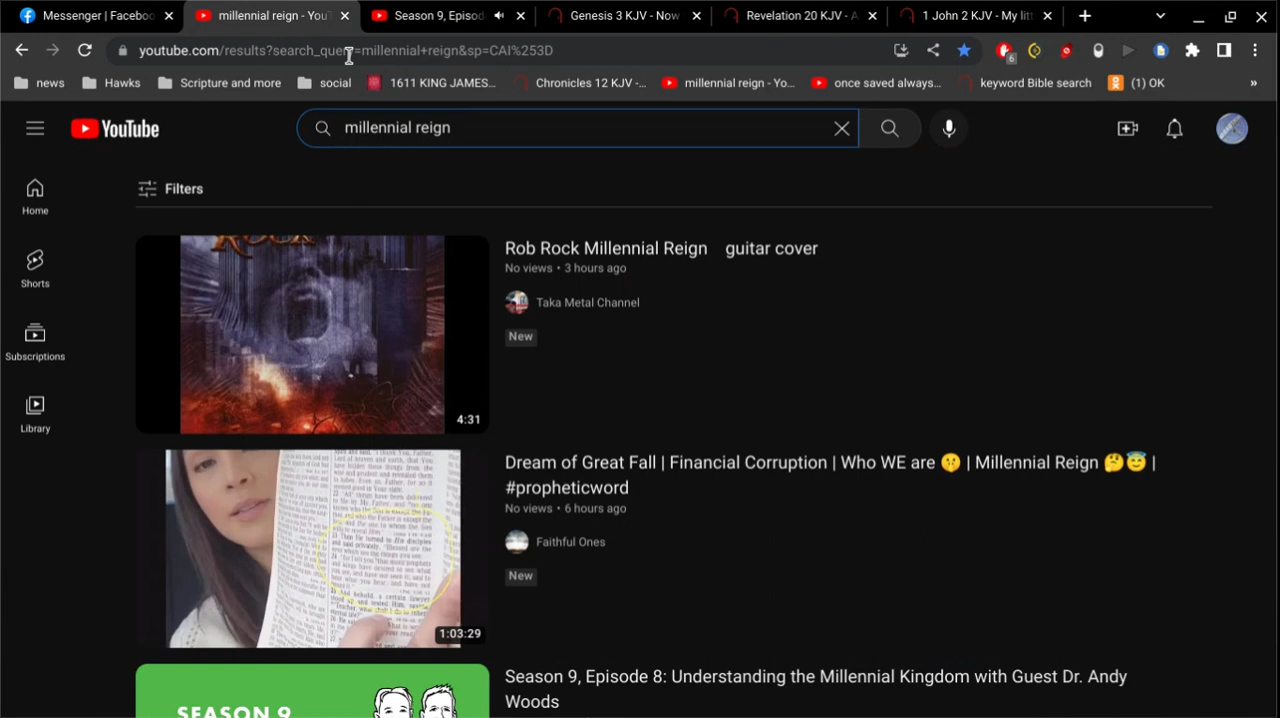 Messenger | Faceboo
millennial reign - YouT
Season 9, Episod
Genesis 3 KJV - Now
Revelation 20 KJV - A
1 John 2 KJV - My litt
youtube.com/results?search_query=millennial+reign&sp=CAI%253D
6
news
Hawks
Scripture and more
social
1611 KING JAMES...
Chronicles 12 KJV -...
millennial reign - Yo...
once saved always...
keyword Bible search
(1) OK
»
YouTube
millennial reign
Filters
Home
Shorts
Subscriptions
Library
ROCK
4:31
Rob Rock Millennial Reign guitar cover
No views • 3 hours ago
Taka Metal Channel
New
1:03:29
Dream of Great Fall | Financial Corruption | Who WE are 🤫 | Millennial Reign 🤔😇 |
#propheticword
No views • 6 hours ago
Faithful Ones
New
SEASON 9
Season 9, Episode 8: Understanding the Millennial Kingdom with Guest Dr. Andy
Woods